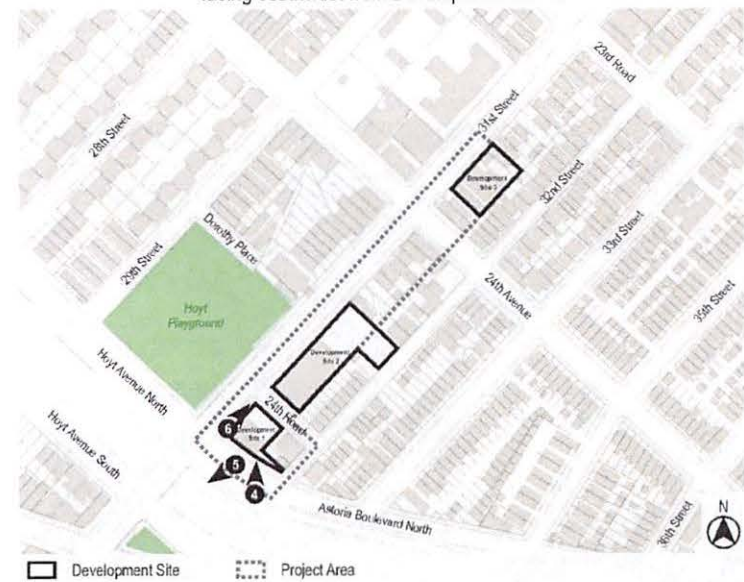 31st Street
23rd Road
28th Street
Development
Site 3
32nd Street
33rd Street
Dorothy Place
29th Street
24th Avenue
35th Street
Hoyt
Playground
Hoyt Avenue North
Development
Site 2
24th Road
6
Development
Site 1
Hoyt Avenue South
5
4
Astoria Boulevard North
36th Street
N
Development Site
Project Area